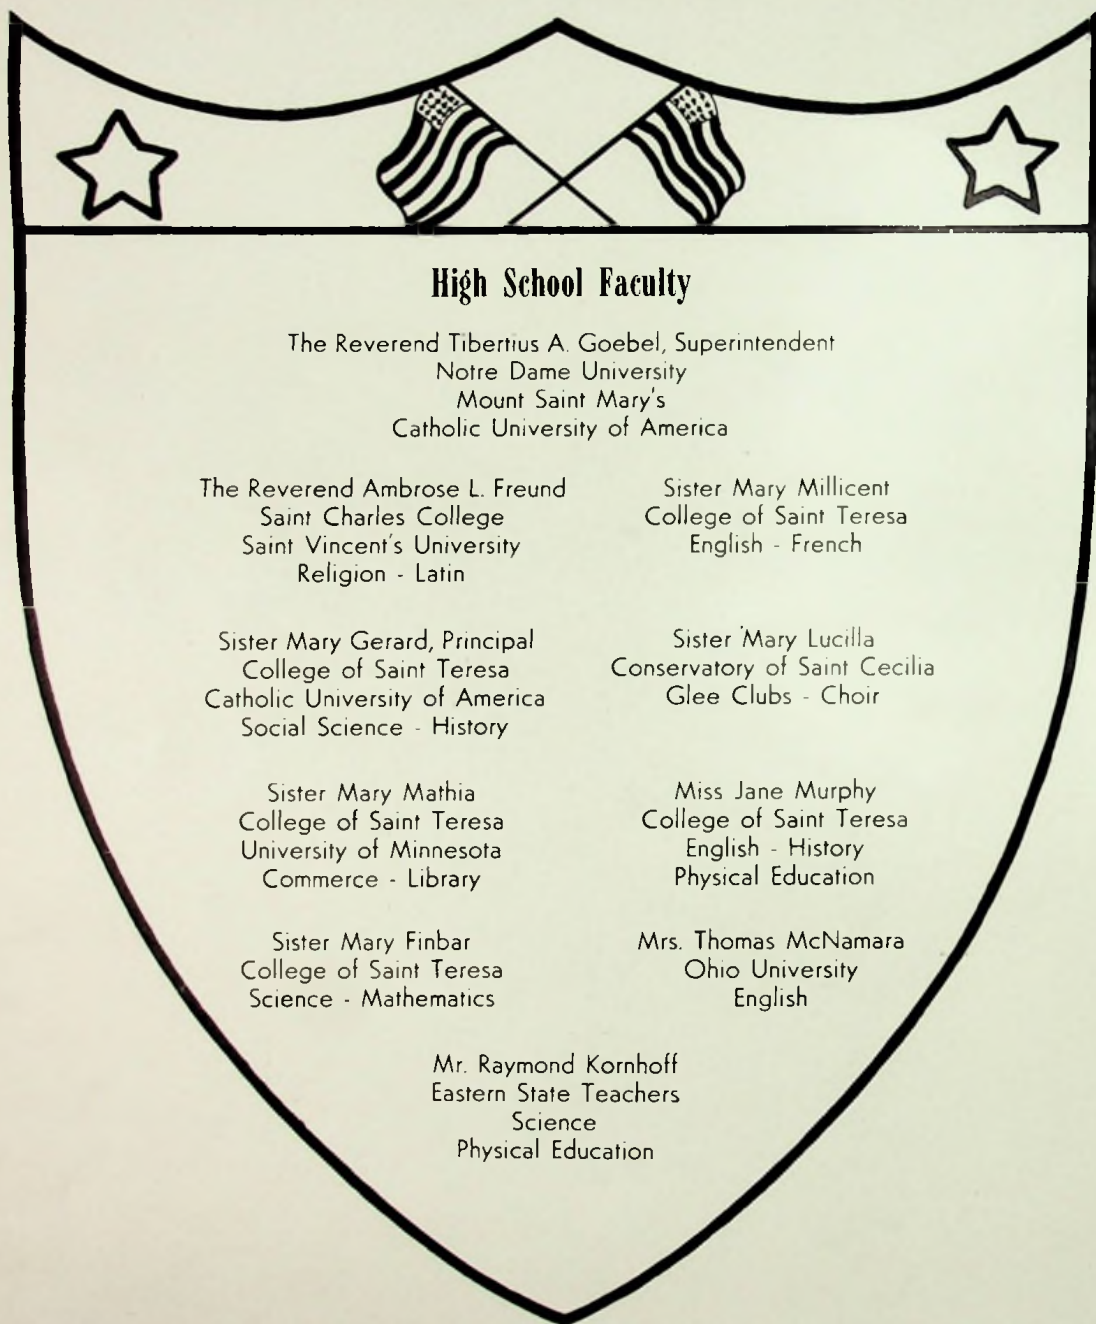 High School Faculty
The Reverend Tibertius A. Goebel, Superintendent
Notre Dame University
Mount Saint Mary's
Catholic University of America
The Reverend Ambrose L. Freund
Saint Charles College
Saint Vincent's University
Religion - Latin
Sister Mary Millicent
College of Saint Teresa
English - French
Sister Mary Gerard, Principal
College of Saint Teresa
Catholic University of America
Social Science - History
Sister Mary Lucilla
Conservatory of Saint Cecilia
Glee Clubs - Choir
Sister Mary Mathia
College of Saint Teresa
University of Minnesota
Commerce - Library
Miss Jane Murphy
College of Saint Teresa
English - History
Physical Education
Sister Mary Finbar
College of Saint Teresa
Science - Mathematics
Mrs. Thomas McNamara
Ohio University
English
Mr. Raymond Kornhoff
Eastern State Teachers
Science
Physical Education